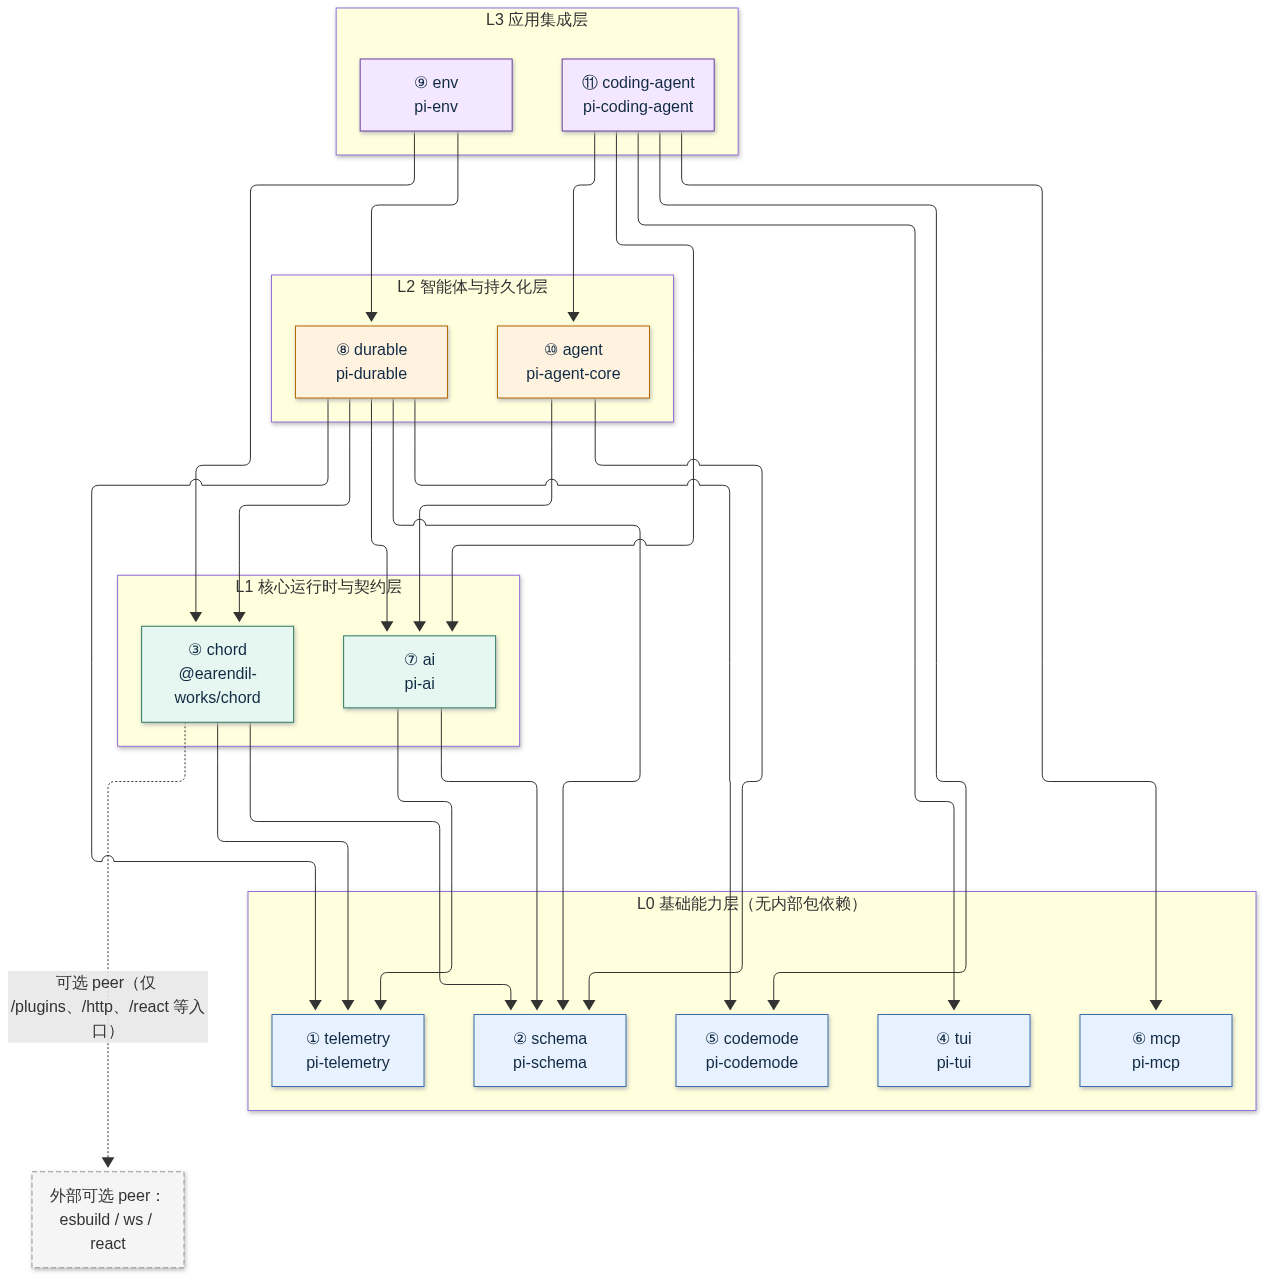 L3 应用集成层
⑨ env
pi-env
⑪ coding-agent
pi-coding-agent
L2 智能体与持久化层
⑧ durable
pi-durable
⑩ agent
pi-agent-core
L1 核心运行时与契约层
③ chord
@earendil-
works/chord
⑦ ai
pi-ai
L0 基础能力层（无内部包依赖）
可选 peer（仅
/plugins、/http、/react 等入
口）
① telemetry
pi-telemetry
② schema
pi-schema
⑤ codemode
pi-codemode
④ tui
pi-tui
⑥ mcp
pi-mcp
外部可选 peer：
esbuild / ws /
react